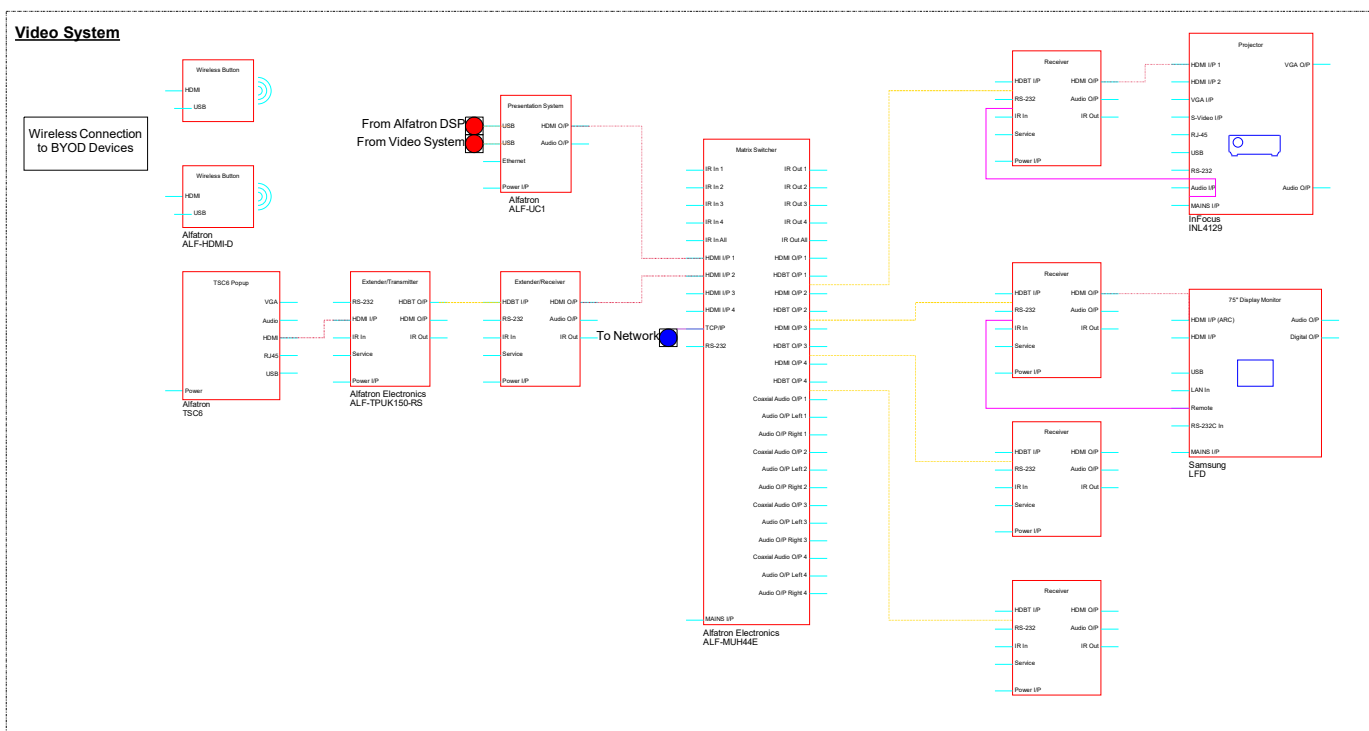 Video System
Wireless Button
HDMI
USB
Wireless Connection
to BYOD Devices
Wireless Button
HDMI
USB
Alfatron
ALF-HDMI-D
TSC6 Popup
VGA
Audio
HDMI
RJ45
USB
Power
Alfatron
TSC6
Extender/Transmitter
RS-232 HDBT O/P
HDMI I/P HDMI O/P
IR In IR Out
Service
Power I/P
Alfatron Electronics
ALF-TPUK150-RS
From Alfatron DSP
From Video System
Presentation System
USB HDMI O/P
USB Audio O/P
Ethernet
Power I/P
Alfatron
ALF-UC1
Extender/Receiver
HDBT I/P HDMI O/P
RS-232 Audio O/P
IR In IR Out
Service
Power I/P
To Network
Matrix Switcher
IR In 1 IR Out 1
IR In 2 IR Out 2
IR In 3 IR Out 3
IR In 4 IR Out 4
IR In All IR Out All
HDMI I/P 1 HDMI O/P 1
HDMI I/P 2 HDBT O/P 1
HDMI I/P 3 HDMI O/P 2
HDMI I/P 4 HDBT O/P 2
TCP/IP HDMI O/P 3
RS-232 HDBT O/P 3
HDMI O/P 4
HDBT O/P 4
Coaxial Audio O/P 1
Audio O/P Left 1
Audio O/P Right 1
Coaxial Audio O/P 2
Audio O/P Left 2
Audio O/P Right 2
Coaxial Audio O/P 3
Audio O/P Left 3
Audio O/P Right 3
Coaxial Audio O/P 4
Audio O/P Left 4
Audio O/P Right 4
MAINS I/P
Alfatron Electronics
ALF-MUH44E
Receiver
HDBT I/P HDMI O/P
RS-232 Audio O/P
IR In IR Out
Service
Power I/P
Projector
HDMI I/P 1 VGA O/P
HDMI I/P 2
VGA I/P
S-Video I/P
RJ-45
USB
RS-232
Audio I/P Audio O/P
MAINS I/P
InFocus
INL4129
Receiver
HDBT I/P HDMI O/P
RS-232 Audio O/P
IR In IR Out
Service
Power I/P
75" Display Monitor
HDMI I/P (ARC) Audio O/P
HDMI I/P Digital O/P
USB
LAN In
Remote
RS-232C In
MAINS I/P
Samsung
LFD
Receiver
HDBT I/P HDMI O/P
RS-232 Audio O/P
IR In IR Out
Service
Power I/P
Receiver
HDBT I/P HDMI O/P
RS-232 Audio O/P
IR In IR Out
Service
Power I/P